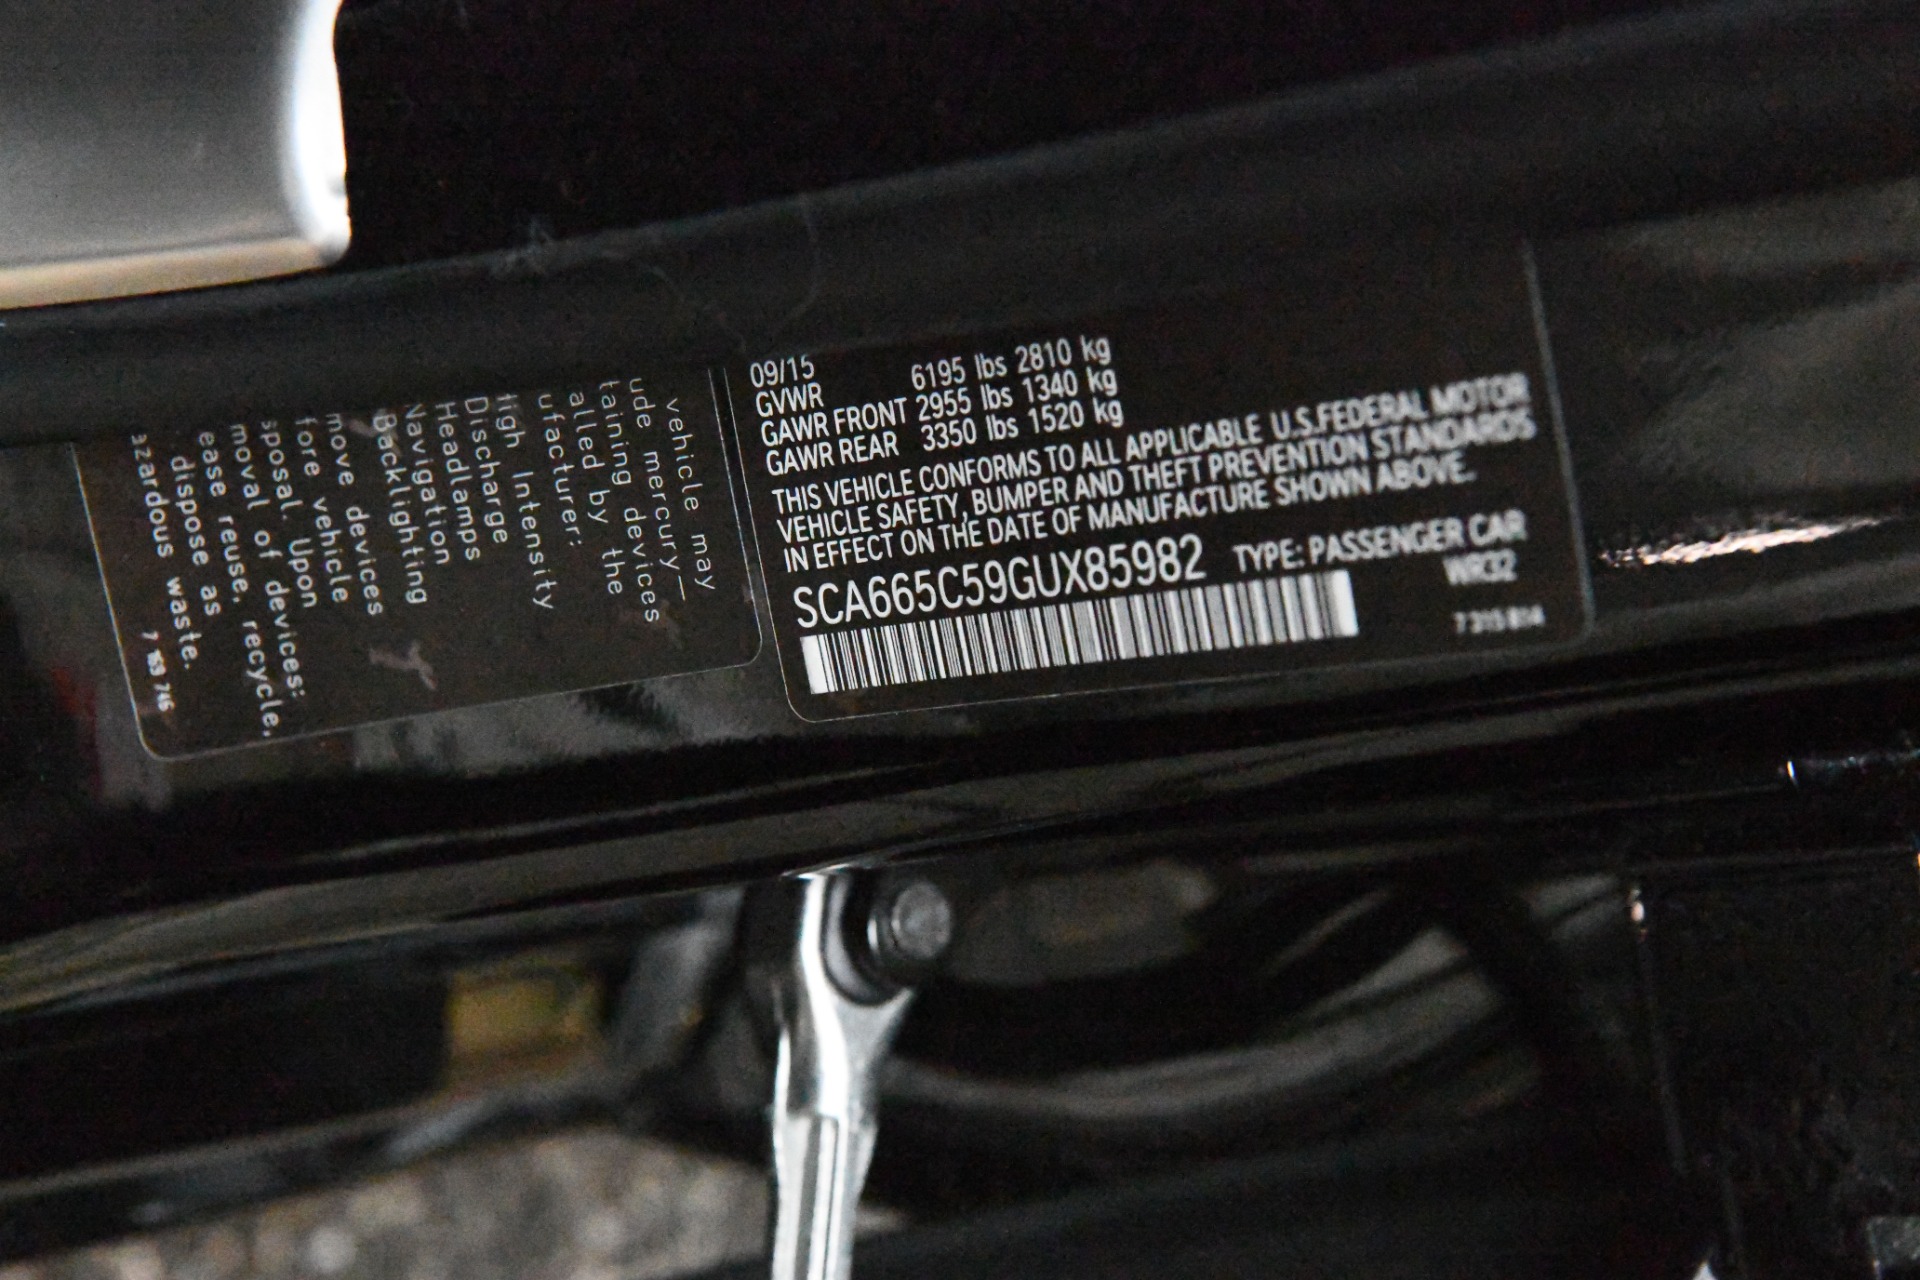 vehicle may
ude mercury—
taining devices
alled by the
ufacturer:
High Intensity
Discharge
Headlamps
Navigation
Backlighting
move devices
fore vehicle
sposal. Upon
moval of devices:
ease reuse, recycle,
dispose as
azardous waste.
7 163 746
09/15
GVWR 6195 lbs 2810 kg
GAWR FRONT 2955 lbs 1340 kg
GAWR REAR 3350 lbs 1520 kg
THIS VEHICLE CONFORMS TO ALL APPLICABLE U.S.FEDERAL MOTOR
VEHICLE SAFETY, BUMPER AND THEFT PREVENTION STANDARDS
IN EFFECT ON THE DATE OF MANUFACTURE SHOWN ABOVE.
SCA665C59GUX85982 TYPE: PASSENGER CAR
WR32